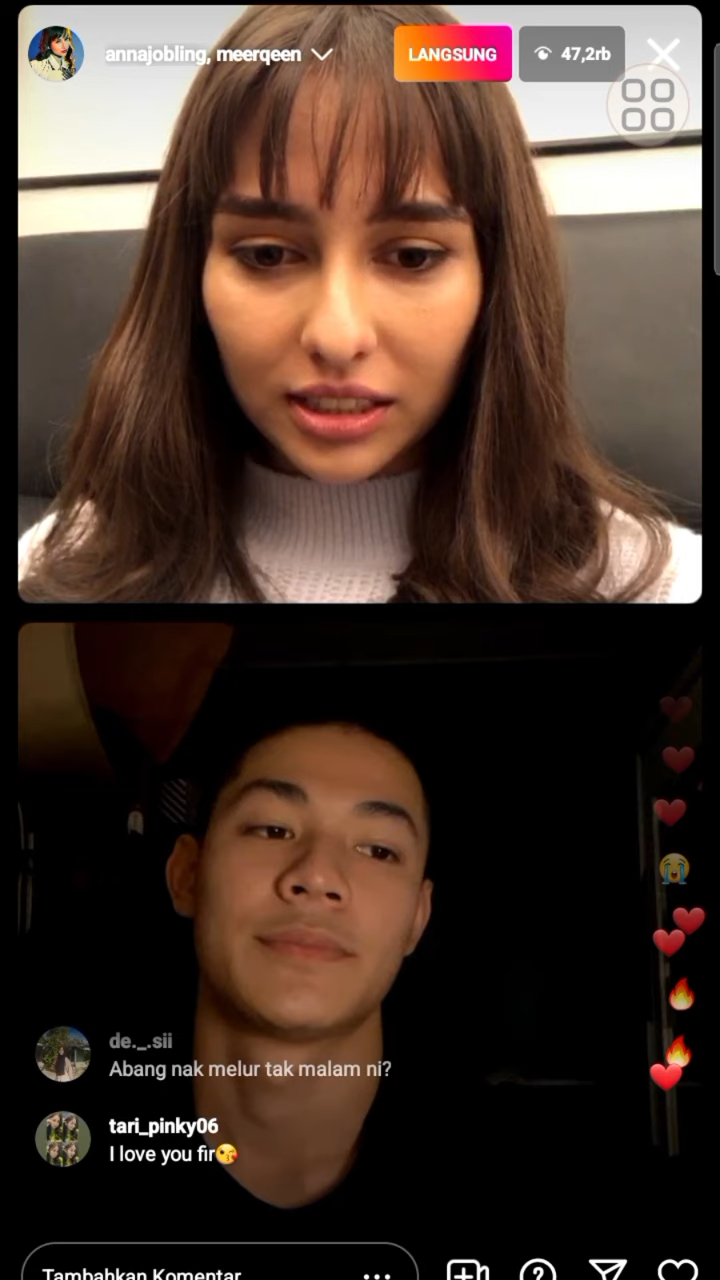 annajobling, meerqeen
LANGSUNG
47,2rb
de._.sii
Abang nak melur tak malam ni?
tari_pinky06
I love you fir😘
Tambahkan Komentar
...